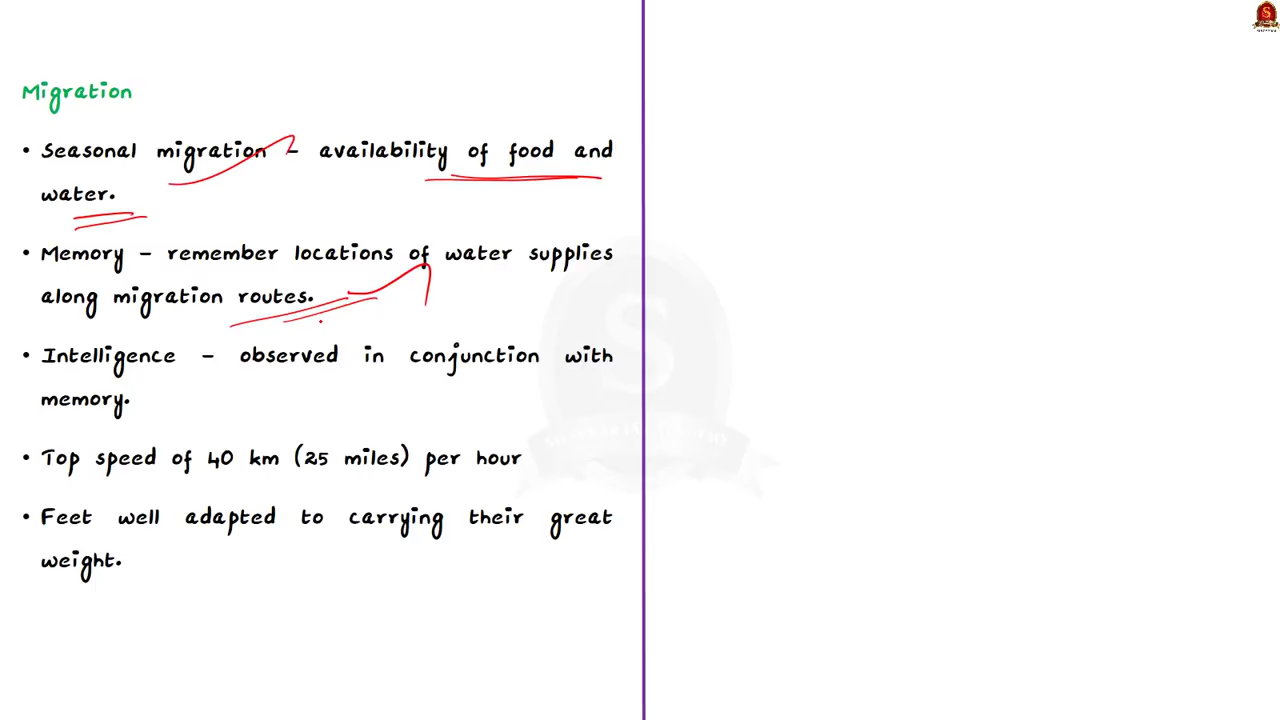 Migration
• Seasonal migration – availability of food and
water.
• Memory – remember locations of water supplies
along migration routes.
• Intelligence – observed in conjunction with
memory.
• Top speed of 40 km (25 miles) per hour
• Feet well adapted to carrying their great
weight.